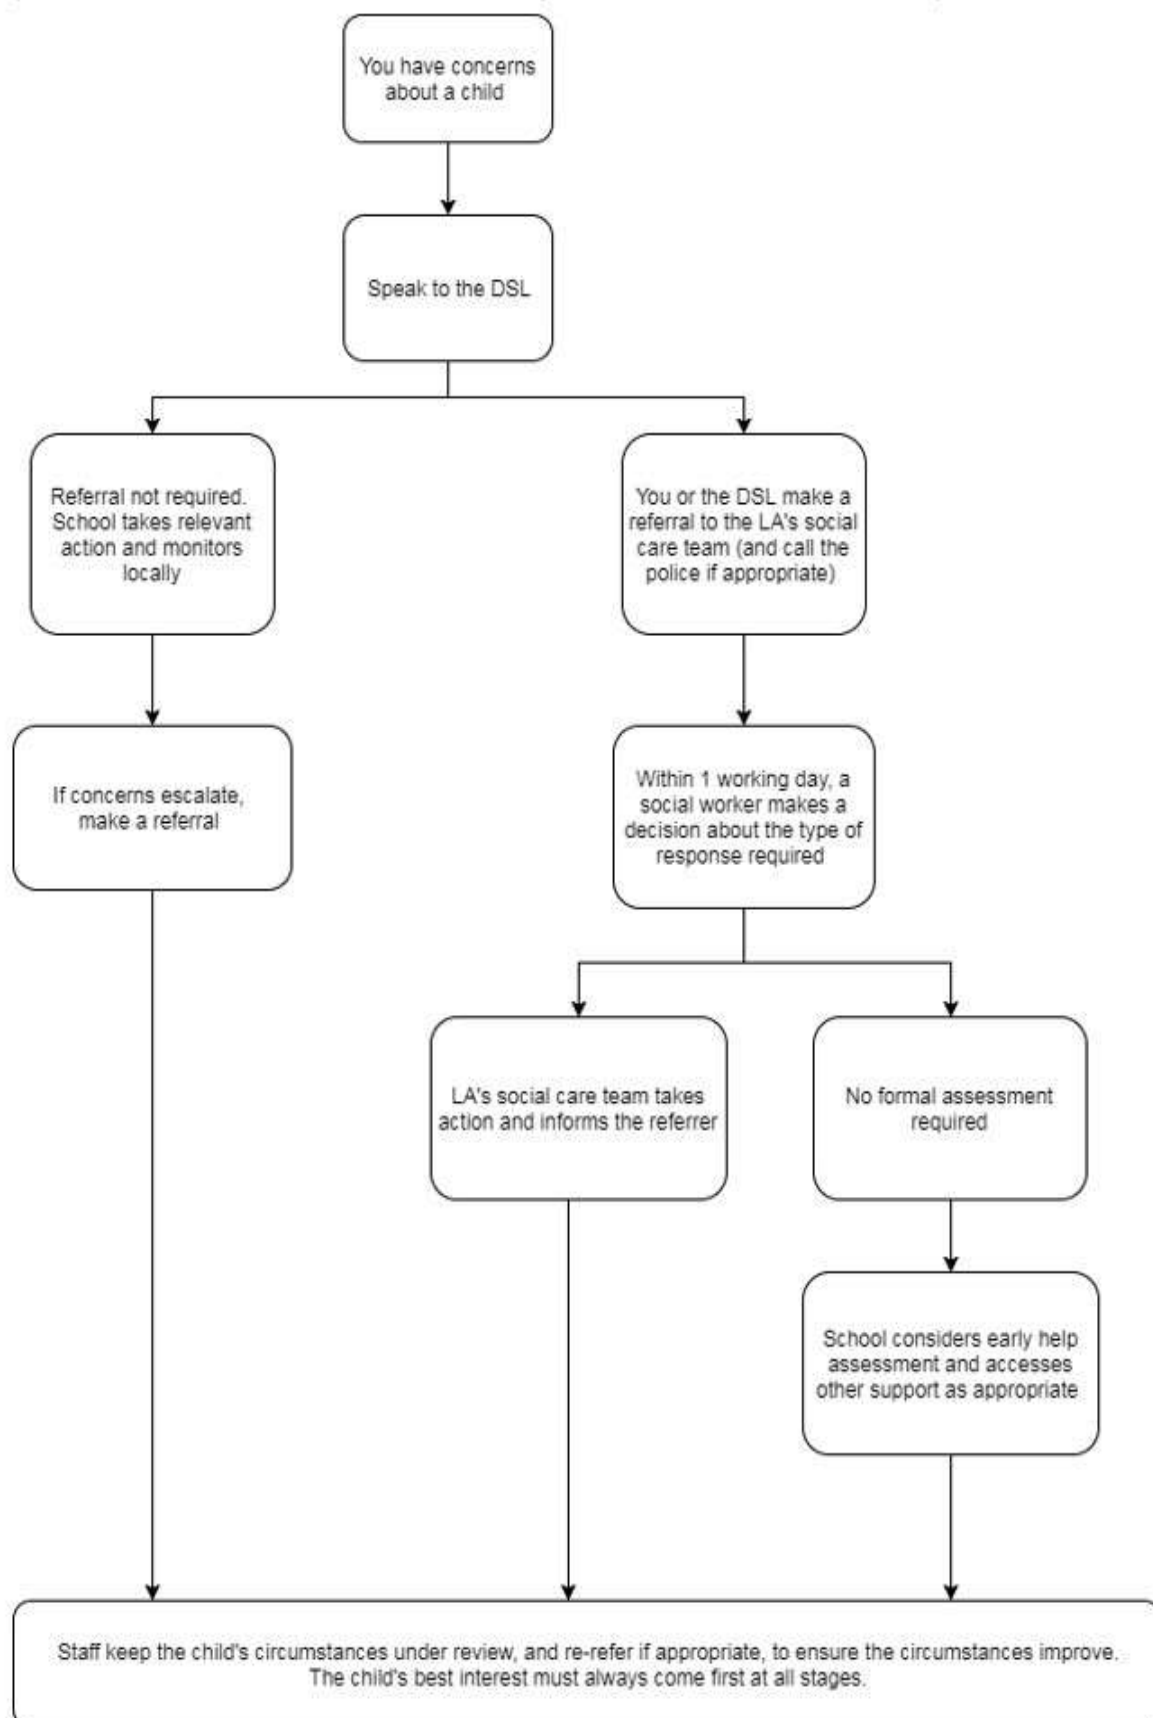 You have concerns
about a child
Speak to the DSL
Referral not required.
School takes relevant
action and monitors
locally
You or the DSL make a
referral to the LA's social
care team (and call the
police if appropriate)
If concerns escalate,
make a referral
Within 1 working day, a
social worker makes a
decision about the type of
response required
LA's social care team takes
action and informs the referrer
No formal assessment
required
School considers early help
assessment and accesses
other support as appropriate
Staff keep the child's circumstances under review, and re-refer if appropriate, to ensure the circumstances improve.
The child's best interest must always come first at all stages.